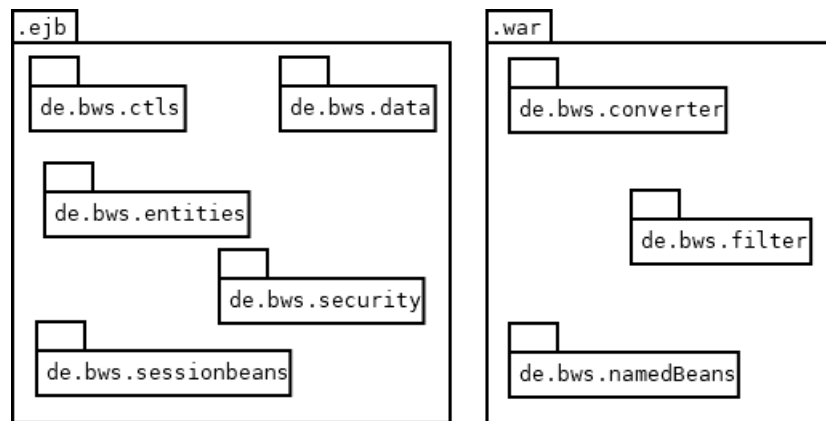 .ejb
de.bws.ctls
de.bws.data
de.bws.entities
de.bws.security
de.bws.sessionbeans
.war
de.bws.converter
de.bws.filter
de.bws.namedBeans